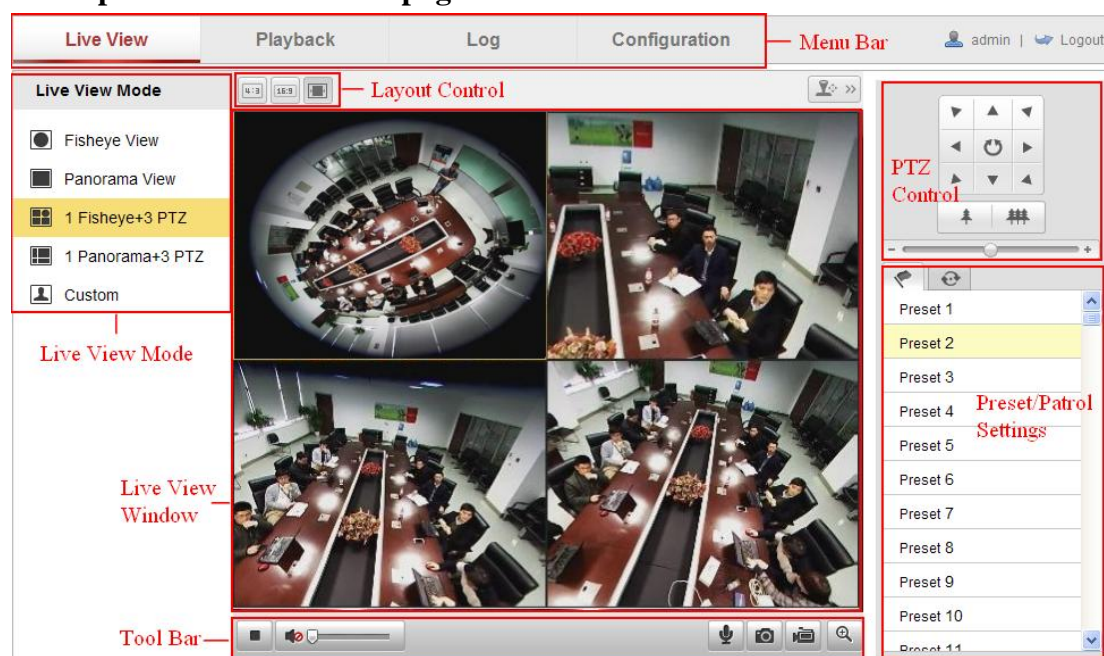 Live View Playback Log Configuration Menu Bar admin | Logout
Live View Mode
4:3 16:9 Layout Control
Fisheye View
Panorama View
1 Fisheye+3 PTZ
1 Panorama+3 PTZ
Custom
Live View Mode
PTZ
Control
- +
Preset 1
Preset 2
Preset 3
Preset 4
Preset 5
Preset 6
Preset 7
Preset 8
Preset 9
Preset 10
Preset 11
Preset/Patrol
Settings
Live View
Window
Tool Bar